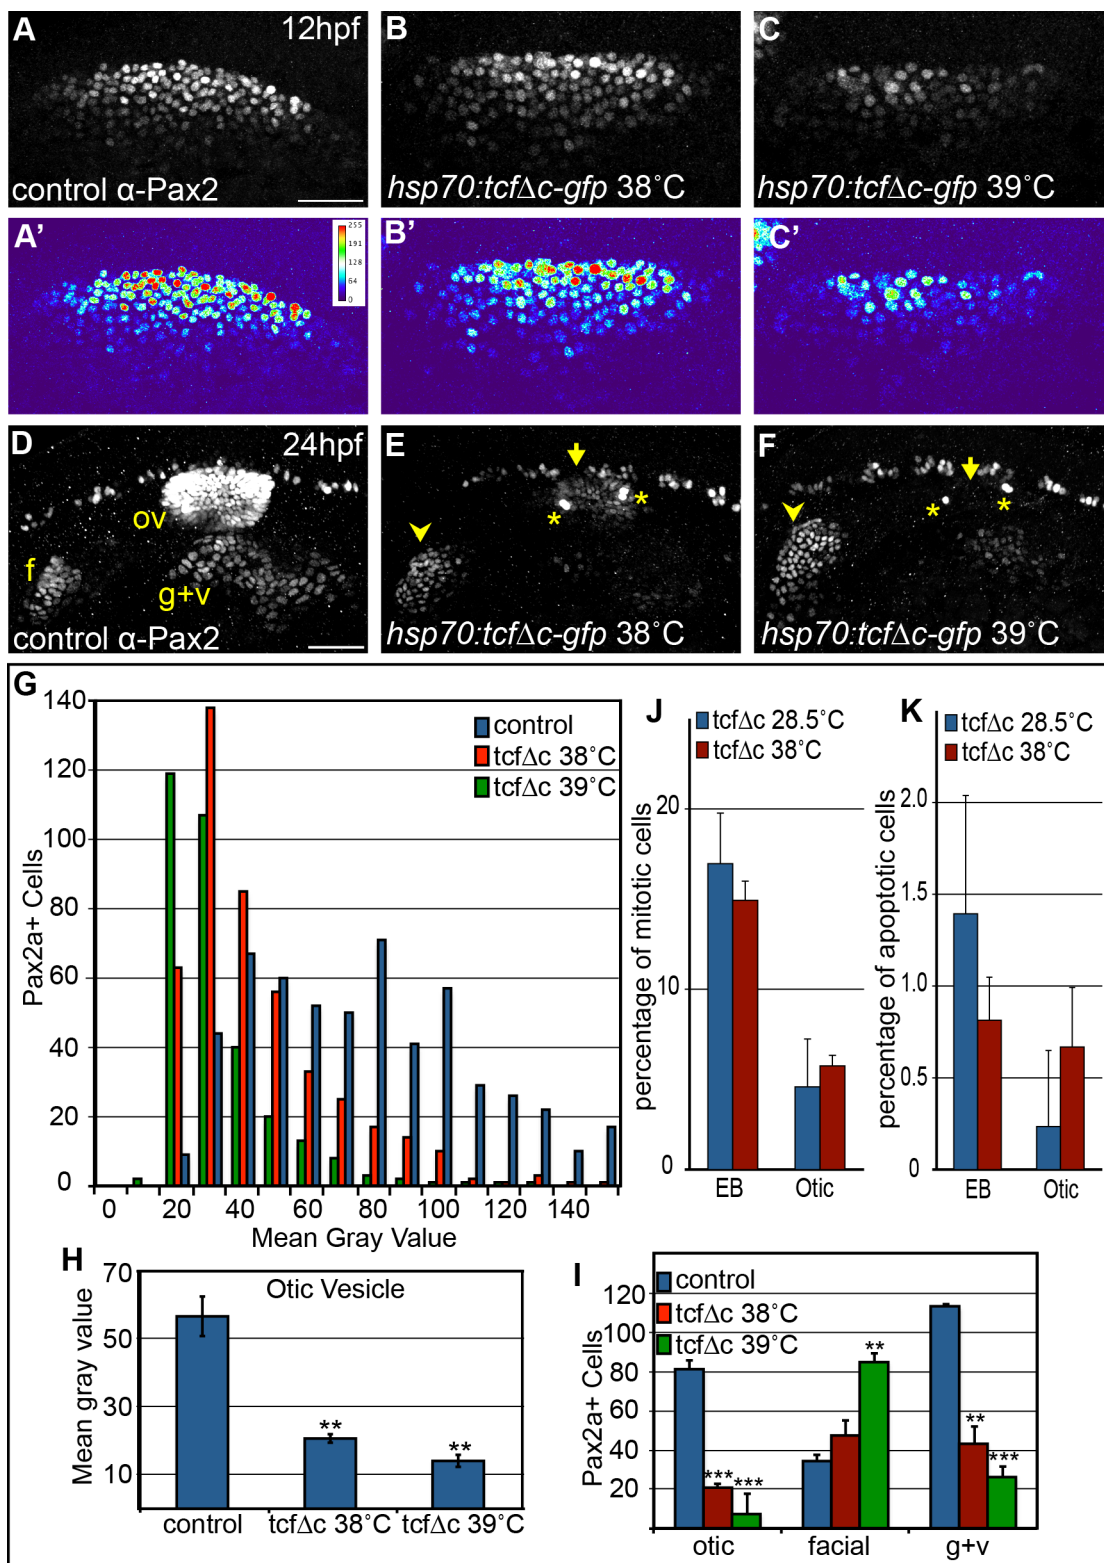 A
12hpf
control α-Pax2
B
hsp70:tcfΔc-gfp 38˚C
C
hsp70:tcfΔc-gfp 39˚C
A'
255
191
128
64
0
B'
C'
D
24hpf
ov
f
g+v
control α-Pax2
E
*
*
hsp70:tcfΔc-gfp 38˚C
F
*
*
hsp70:tcfΔc-gfp 39˚C
G
140
120
100
80
60
40
20
0
Pax2a+ Cells
control
tcfΔc 38˚C
tcfΔc 39˚C
0 20 40 60 80 100 120 140
Mean Gray Value
J
tcfΔc 28.5˚C
tcfΔc 38˚C
percentage of mitotic cells
20
10
0
EB Otic
K
tcfΔc 28.5˚C
tcfΔc 38˚C
percentage of apoptotic cells
2.0
1.5
1.0
0.5
0
EB Otic
H
Otic Vesicle
Mean gray value
70
50
30
10
**
**
control tcfΔc 38˚C tcfΔc 39˚C
I
control
tcfΔc 38˚C
tcfΔc 39˚C
Pax2a+ Cells
120
100
80
60
40
20
*** ***
**
** ***
otic facial g+v